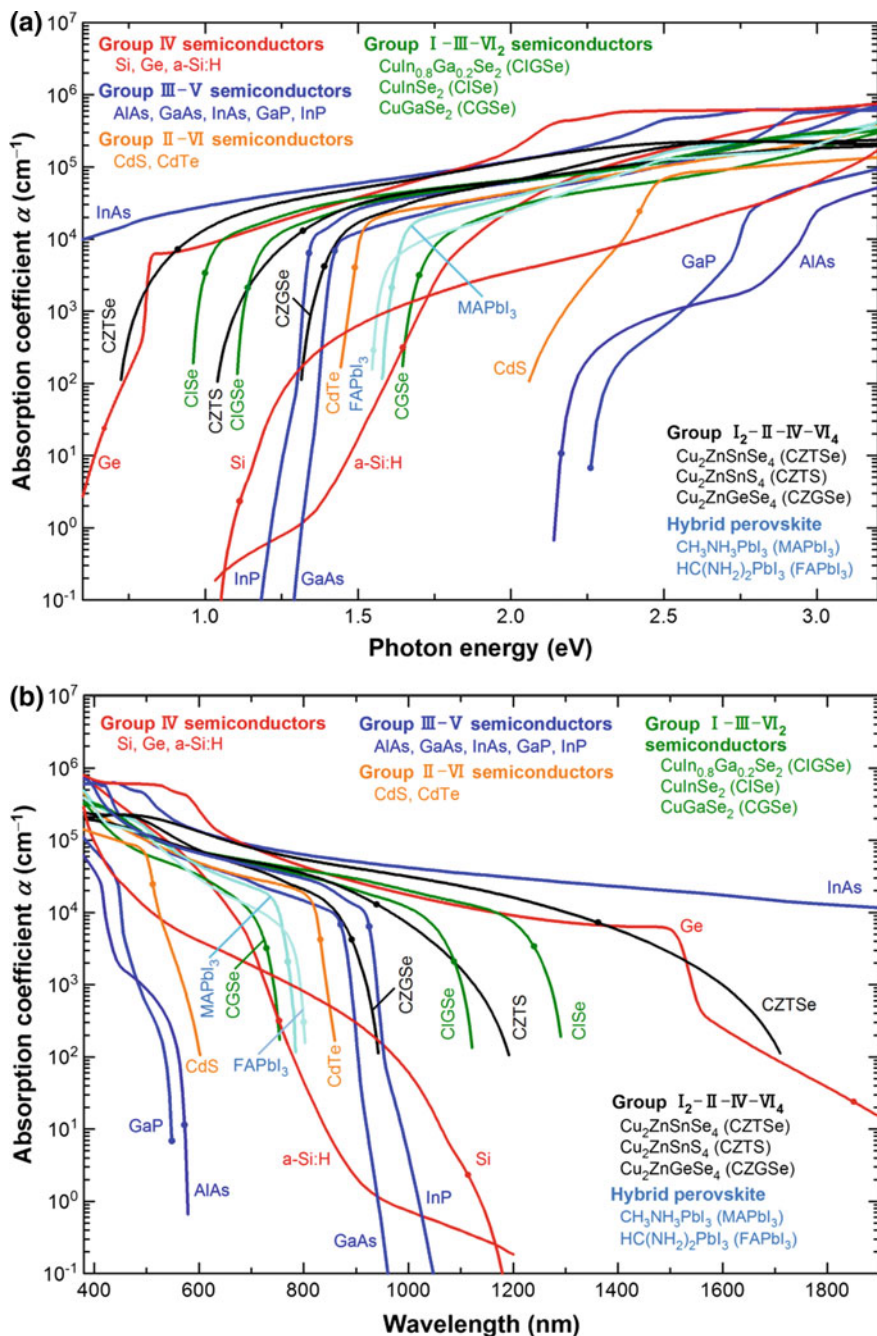 (a)
10⁷
10⁶
10⁵
10⁴
10³
10²
10¹
10⁰
10⁻¹
Absorption coefficient α (cm⁻¹)
Group Ⅳ semiconductors
Si, Ge, a-Si:H
Group Ⅲ-Ⅴ semiconductors
AlAs, GaAs, InAs, GaP, InP
Group Ⅱ-Ⅵ semiconductors
CdS, CdTe
Group Ⅰ-Ⅲ-Ⅵ₂ semiconductors
CuIn₀.₈Ga₀.₂Se₂ (CIGSe)
CuInSe₂ (CISe)
CuGaSe₂ (CGSe)
InAs
GaP
AlAs
MAPbI₃
CZTSe
CZGSe
CdS
CISe
CZTS
CIGSe
CdTe
FAPbI₃
CGSe
Ge
Si
a-Si:H
InP
GaAs
Group Ⅰ₂-Ⅱ-Ⅳ-Ⅵ₄
Cu₂ZnSnSe₄ (CZTSe)
Cu₂ZnSnS₄ (CZTS)
Cu₂ZnGeSe₄ (CZGSe)
Hybrid perovskite
CH₃NH₃PbI₃ (MAPbI₃)
HC(NH₂)₂PbI₃ (FAPbI₃)
1.0 1.5 2.0 2.5 3.0
Photon energy (eV)
(b)
10⁷
10⁶
10⁵
10⁴
10³
10²
10¹
10⁰
10⁻¹
Absorption coefficient α (cm⁻¹)
Group Ⅳ semiconductors
Si, Ge, a-Si:H
Group Ⅲ-Ⅴ semiconductors
AlAs, GaAs, InAs, GaP, InP
Group Ⅱ-Ⅵ semiconductors
CdS, CdTe
Group Ⅰ-Ⅲ-Ⅵ₂
semiconductors
CuIn₀.₈Ga₀.₂Se₂ (CIGSe)
CuInSe₂ (CISe)
CuGaSe₂ (CGSe)
InAs
Ge
MAPbI₃
CGSe
CZGSe
CIGSe
CZTS
CISe
CZTSe
CdS
FAPbI₃
CdTe
GaP
AlAs
a-Si:H
Si
InP
GaAs
Group Ⅰ₂-Ⅱ-Ⅳ-Ⅵ₄
Cu₂ZnSnSe₄ (CZTSe)
Cu₂ZnSnS₄ (CZTS)
Cu₂ZnGeSe₄ (CZGSe)
Hybrid perovskite
CH₃NH₃PbI₃ (MAPbI₃)
HC(NH₂)₂PbI₃ (FAPbI₃)
400 600 800 1000 1200 1400 1600 1800
Wavelength (nm)